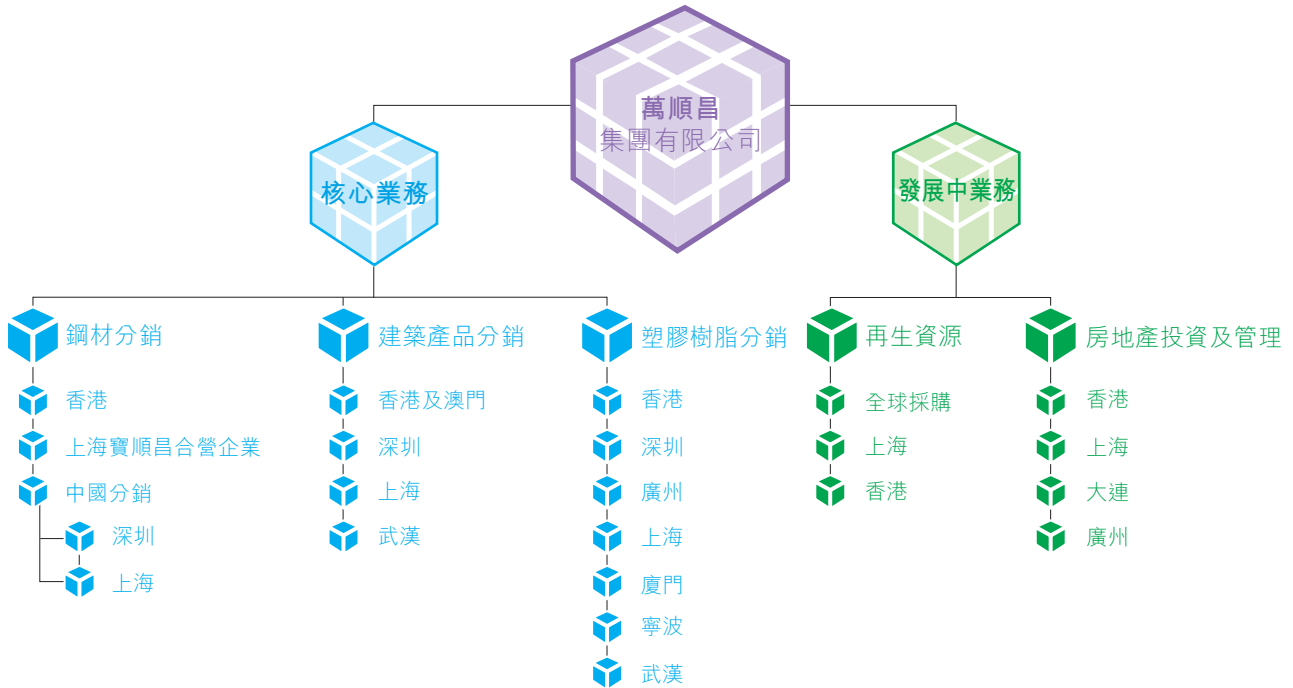 萬順昌
集團有限公司
核心業務
發展中業務
鋼材分銷
香港
上海寶順昌合營企業
中國分銷
深圳
上海
建築產品分銷
香港及澳門
深圳
上海
武漢
塑膠樹脂分銷
香港
深圳
廣州
上海
廈門
寧波
武漢
再生資源
全球採購
上海
香港
房地產投資及管理
香港
上海
大連
廣州